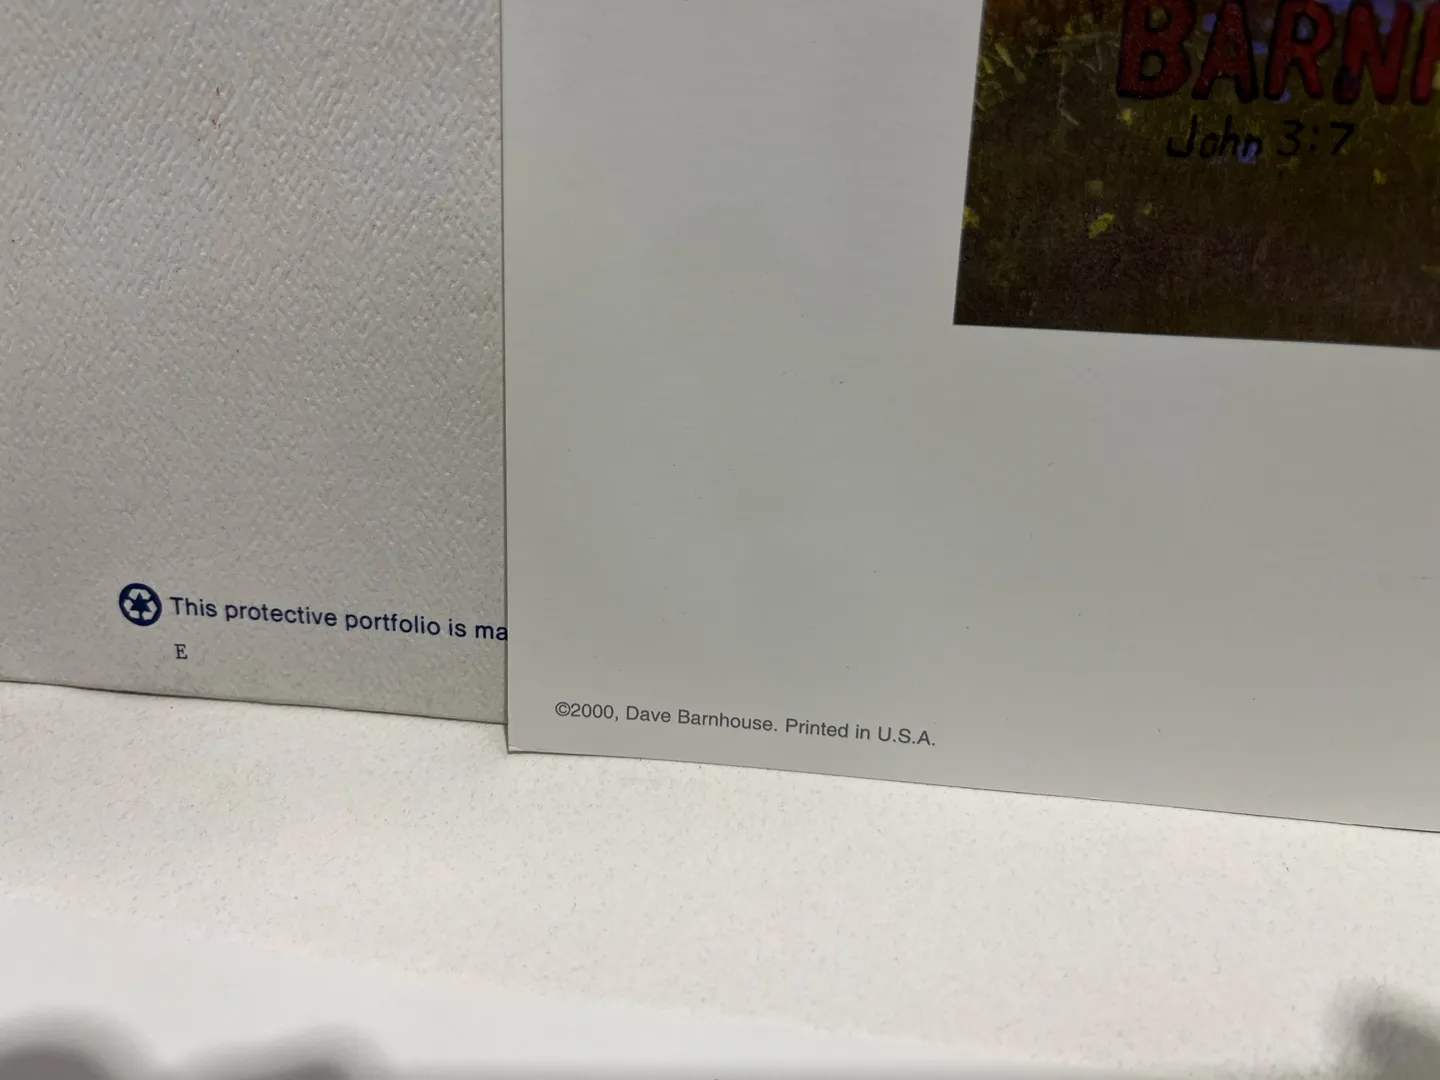 BARN
John 3:7
This protective portfolio is ma
E
©2000, Dave Barnhouse. Printed in U.S.A.